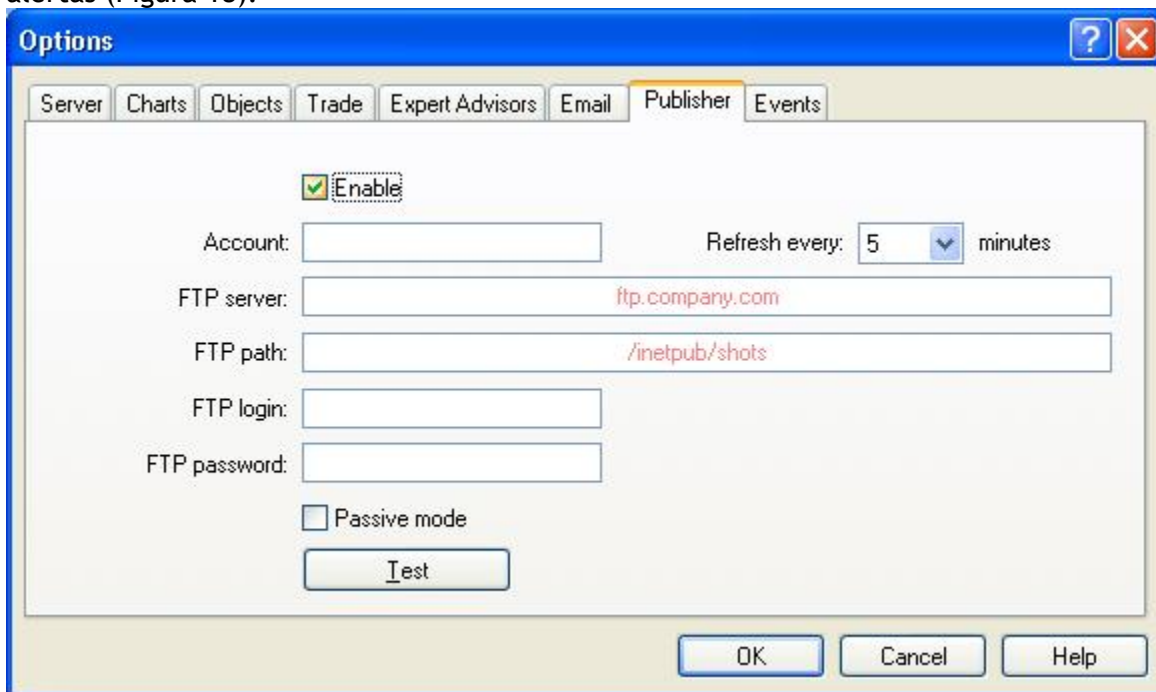 alertas (Figura
Options
Server Charts Objects Trade Expert Advisors Email Publisher Events
Enable
Account: Refresh every: 5 minutes
FTP server: ftp.company.com
FTP path: /inetpub/shots
FTP login:
FTP password:
Passive mode
Test
OK Cancel Help